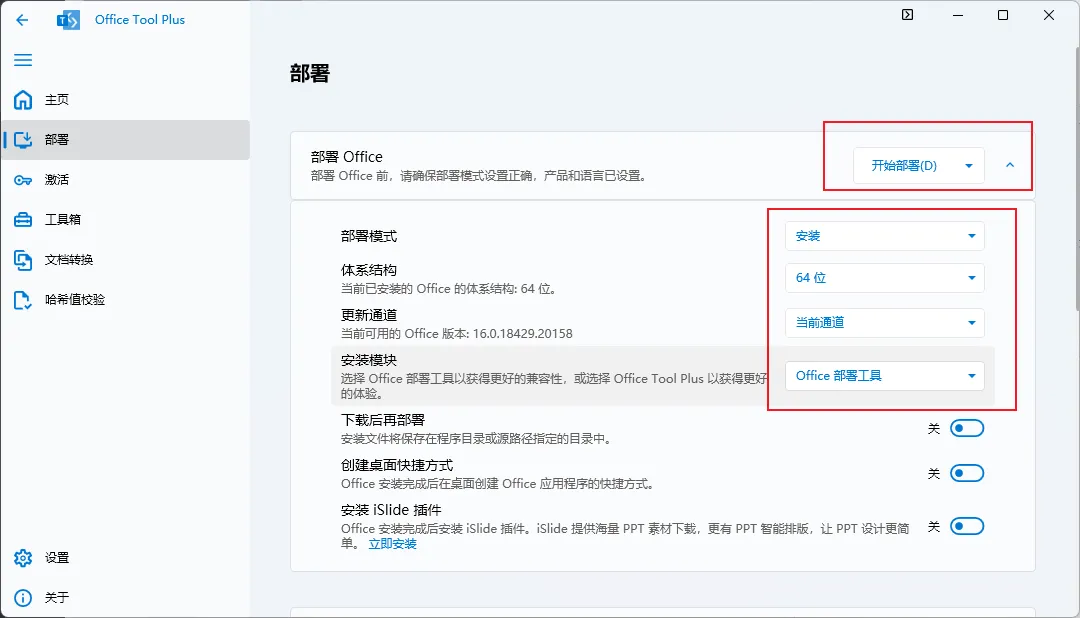 Office Tool Plus
主页
部署
激活
工具箱
文档转换
哈希值校验
设置
关于
部署
部署 Office
部署 Office 前，请确保部署模式设置正确，产品和语言已设置。
开始部署(D)
部署模式
安装
体系结构
当前已安装的 Office 的体系结构: 64 位。
64 位
更新通道
当前可用的 Office 版本: 16.0.18429.20158
当前通道
安装模块
选择 Office 部署工具以获得更好的兼容性，或选择 Office Tool Plus 以获得更好
的体验。
Office 部署工具
下载后再部署
安装文件将保存在程序目录或源路径指定的目录中。
关
创建桌面快捷方式
Office 安装完成后在桌面创建 Office 应用程序的快捷方式。
关
安装 iSlide 插件
Office 安装完成后安装 iSlide 插件。iSlide 提供海量 PPT 素材下载，更有 PPT 智能排版，让 PPT 设计更简
单。 立即安装
关